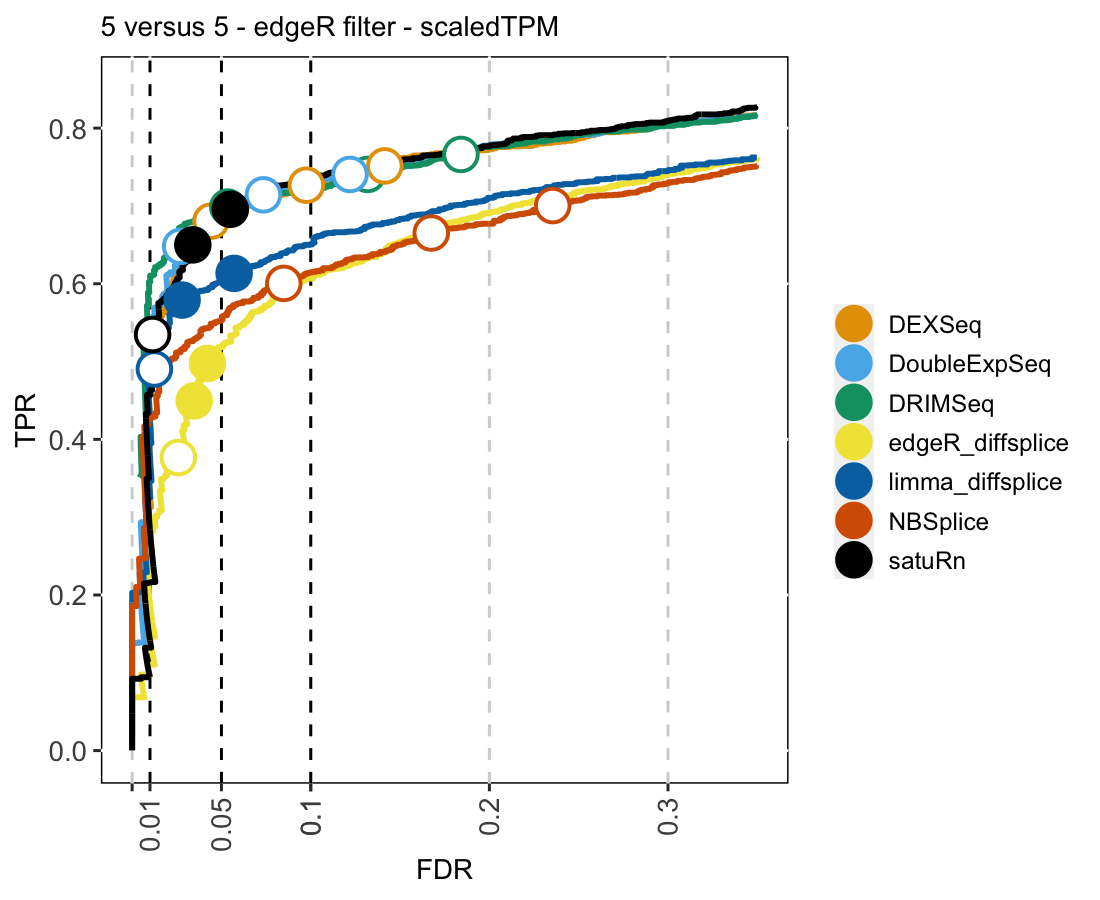 5 versus 5 - edgeR filter - scaledTPM
TPR
0.8
0.6
0.4
0.2
0.0
0.01
0.05
0.1
0.2
0.3
FDR
DEXSeq
DoubleExpSeq
DRIMSeq
edgeR_diffsplice
limma_diffsplice
NBSplice
satuRn